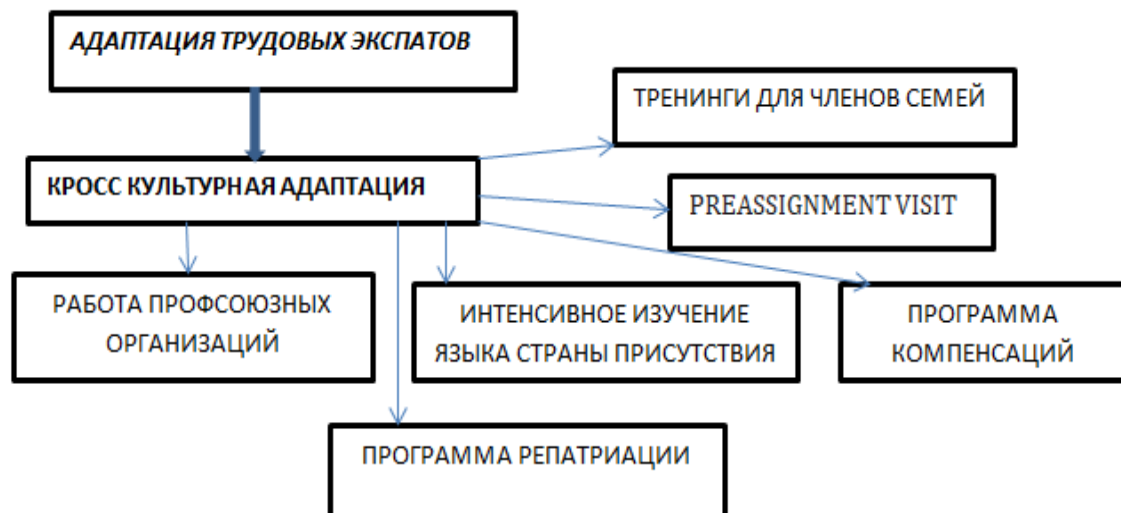 АДАПТАЦИЯ ТРУДОВЫХ ЭКСПАТОВ
ТРЕНИНГИ ДЛЯ ЧЛЕНОВ СЕМЕЙ
КРОСС КУЛЬТУРНАЯ АДАПТАЦИЯ
PREASSIGNMENT VISIT
РАБОТА ПРОФСОЮЗНЫХ
ОРГАНИЗАЦИЙ
ИНТЕНСИВНОЕ ИЗУЧЕНИЕ
ЯЗЫКА СТРАНЫ ПРИСУТСТВИЯ
ПРОГРАММА
КОМПЕНСАЦИЙ
ПРОГРАММА РЕПАТРИАЦИИ